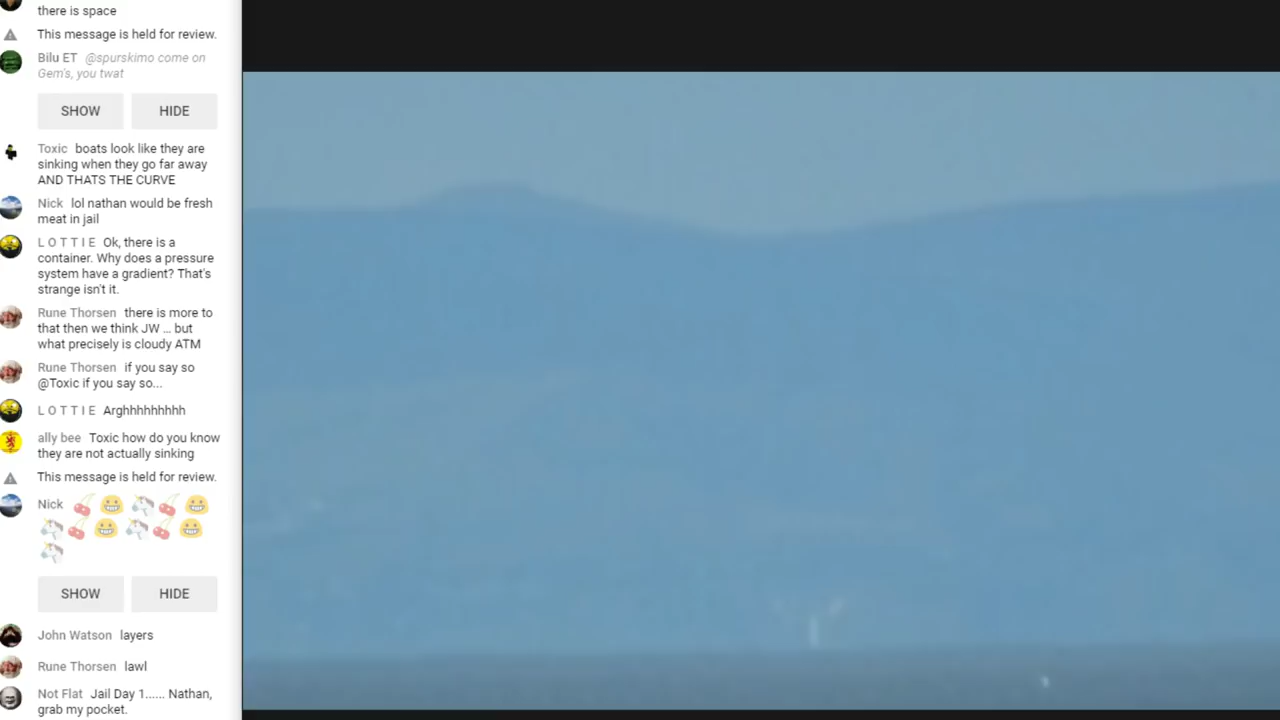 there is space
This message is held for review.
Bilu ET @spurskimo come on
Gem's, you twat
SHOW HIDE
Toxic boats look like they are
sinking when they go far away
AND THATS THE CURVE
Nick lol nathan would be fresh
meat in jail
L O T T I E Ok, there is a
container. Why does a pressure
system have a gradient? That's
strange isn't it.
Rune Thorsen there is more to
that then we think JW ... but
what precisely is cloudy ATM
Rune Thorsen if you say so
@Toxic if you say so...
L O T T I E Arghhhhhhhhh
ally bee Toxic how do you know
they are not actually sinking
This message is held for review.
Nick
SHOW HIDE
John Watson layers
Rune Thorsen lawl
Not Flat Jail Day 1...... Nathan,
grab my pocket.